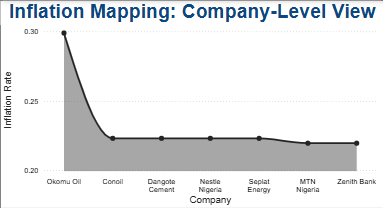 Inflation Mapping: Company-Level View
Inflation Rate
0.30
0.25
0.20
Okomu Oil
Conoil
Dangote
Cement
Nestle
Nigeria
Seplat
Energy
MTN
Nigeria
Zenith Bank
Company